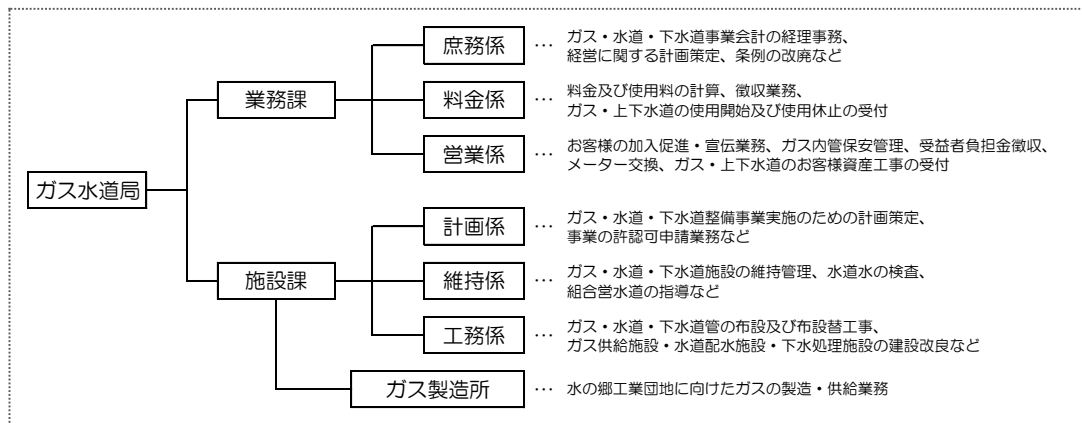 ガス水道局
業務課
庶務係 … ガス・水道・下水道事業会計の経理事務、
経営に関する計画策定、条例の改廃など
料金係 … 料金及び使用料の計算、徴収業務、
ガス・上下水道の使用開始及び使用休止の受付
営業係 … お客様の加入促進・宣伝業務、ガス内管保安管理、受益者負担金徴収、
メーター交換、ガス・上下水道のお客様資産工事の受付
施設課
計画係 … ガス・水道・下水道整備事業実施のための計画策定、
事業の許認可申請業務など
維持係 … ガス・水道・下水道施設の維持管理、水道水の検査、
組合営水道の指導など
工務係 … ガス・水道・下水道管の布設及び布設替工事、
ガス供給施設・水道配水施設・下水処理施設の建設改良など
ガス製造所 … 水の郷工業団地に向けたガスの製造・供給業務